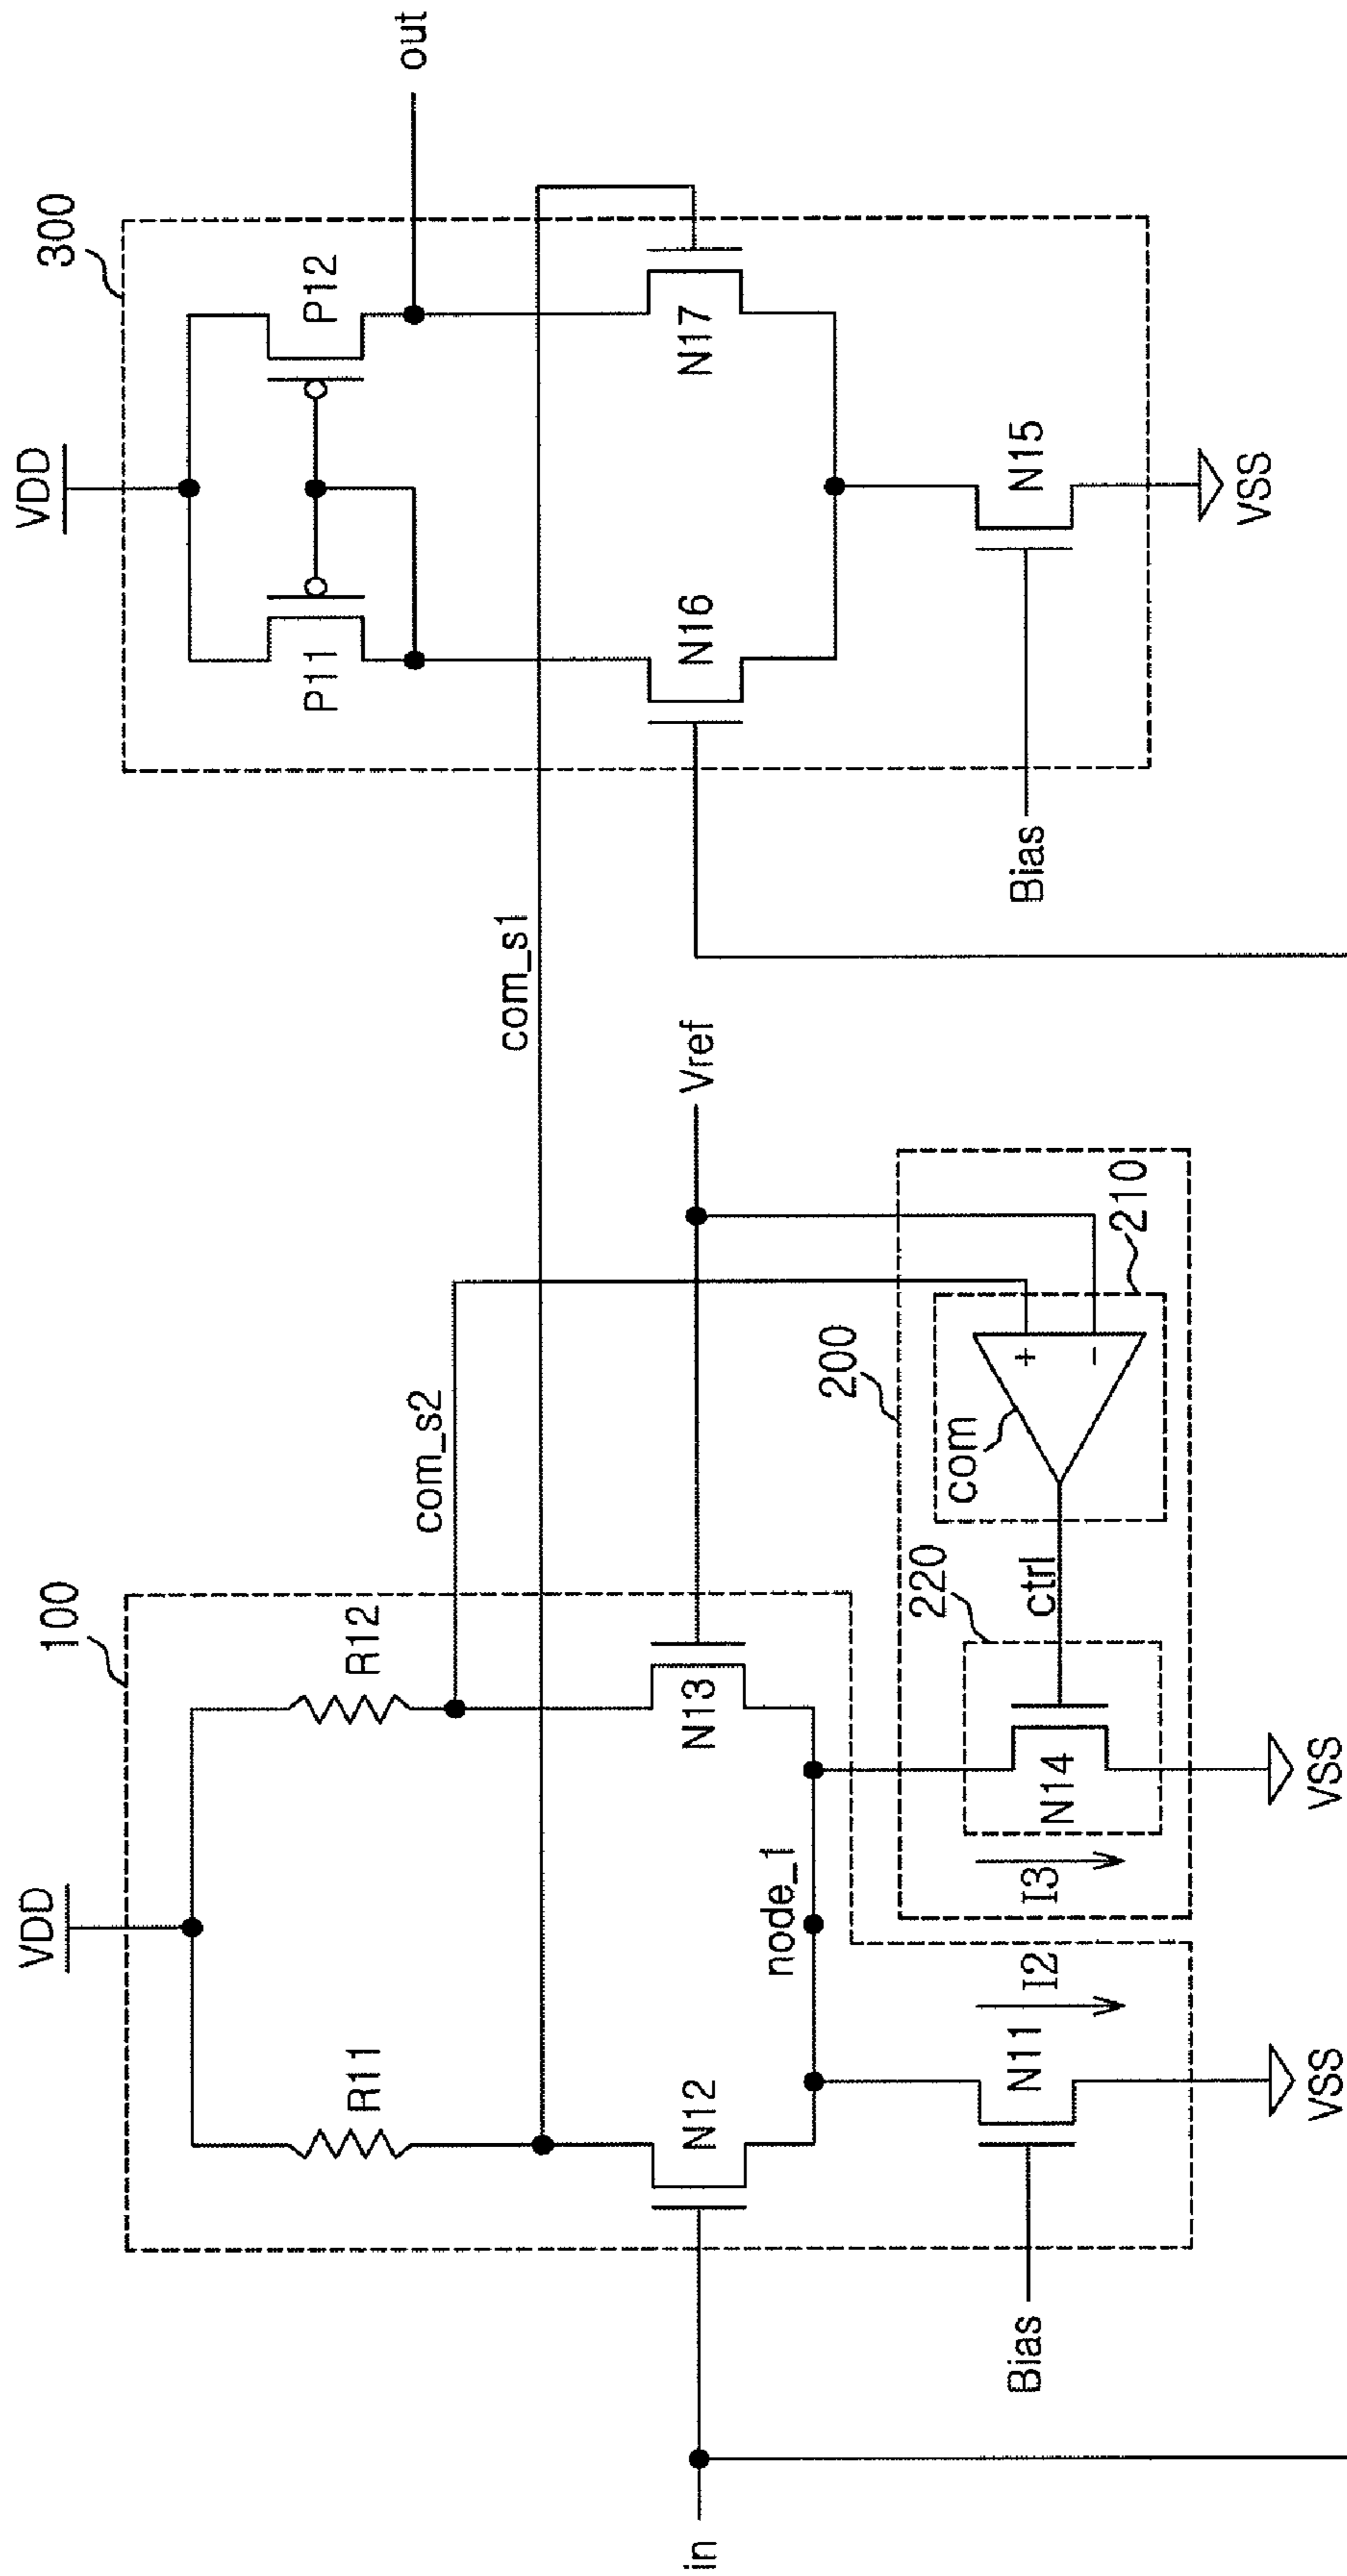 100
VDD
R11
R12
com_s2
com_s1
in
N12
N13
Vref
node_1
Bias
N11
I2
VSS
200
220
I3
N14
ctrl
com
+
-
210
VSS
300
VDD
P11
P12
out
N16
N17
Bias
N15
VSS